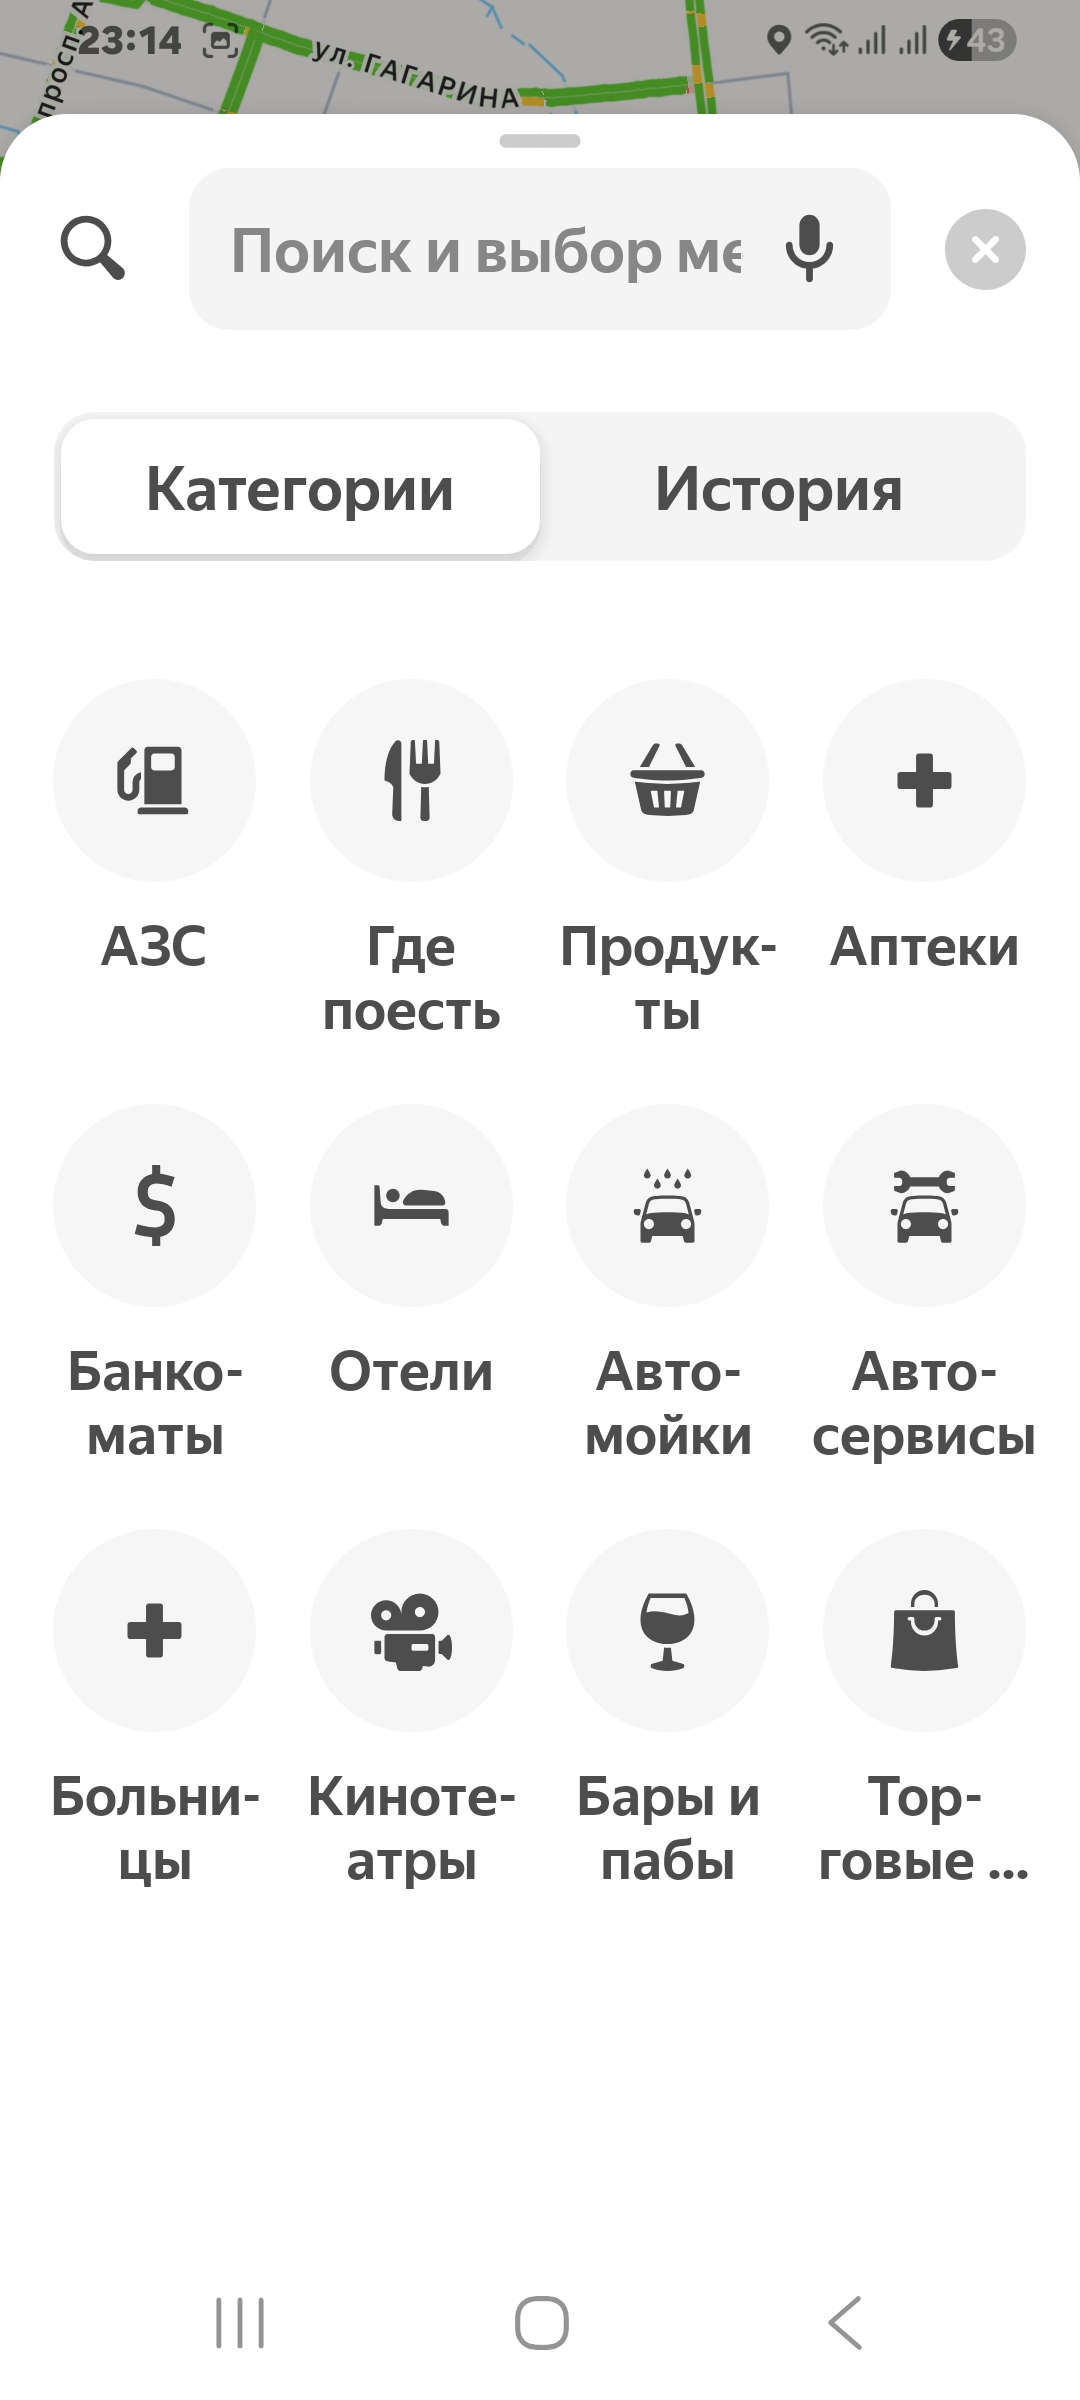 23:14
43
просп. А
ул. ГАГАРИНА
Поиск и выбор ме
Категории
История
АЗС
Где
поесть
Продук-
ты
Аптеки
Банко-
маты
Отели
Авто-
мойки
Авто-
сервисы
Больни-
цы
Киноте-
атры
Бары и
пабы
Тор-
говые ...